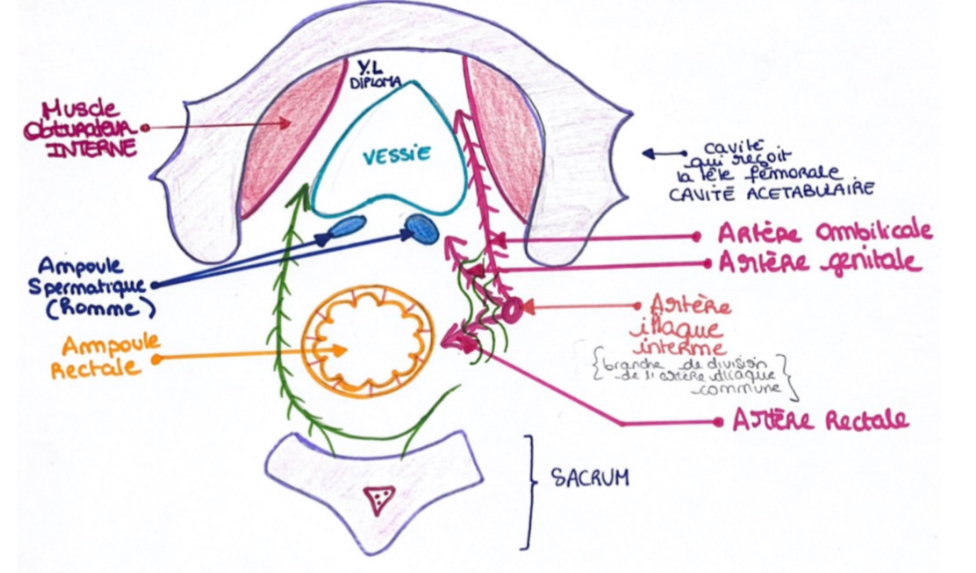 Y.L
DIPLOMA
Muscle
Obturateur
INTERNE
VESSIE
cavité
qui reçoit
la tête fémorale
CAVITÉ ACETABULAIRE
Artère Ombilicale
Artère genitale
Ampoule
Spermatique
(homme)
Artère
iliaque
interme
{branche de division
de l'artère iliaque
commune}
Ampoule
Rectale
Artère Rectale
SACRUM